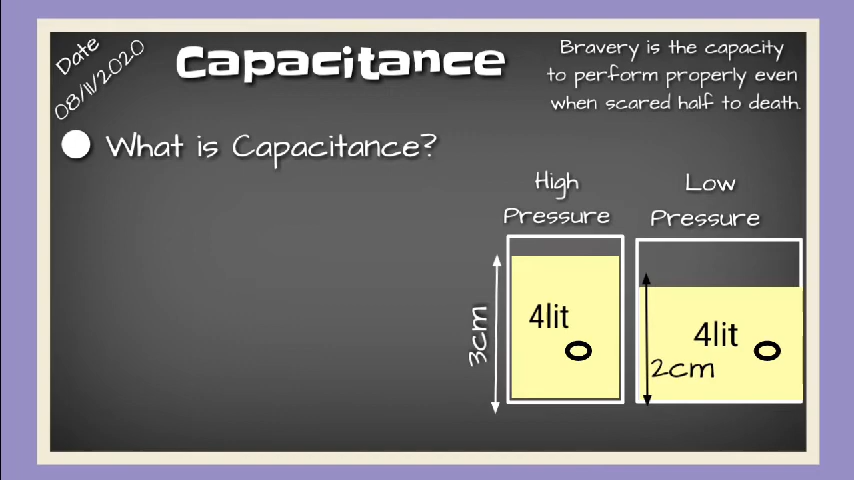 Date
08/11/2020
Capacitance
Bravery is the capacity
to perform properly even
when scared half to death.
What is Capacitance?
High
Pressure
Low
Pressure
3cm
4lit
4lit
2cm